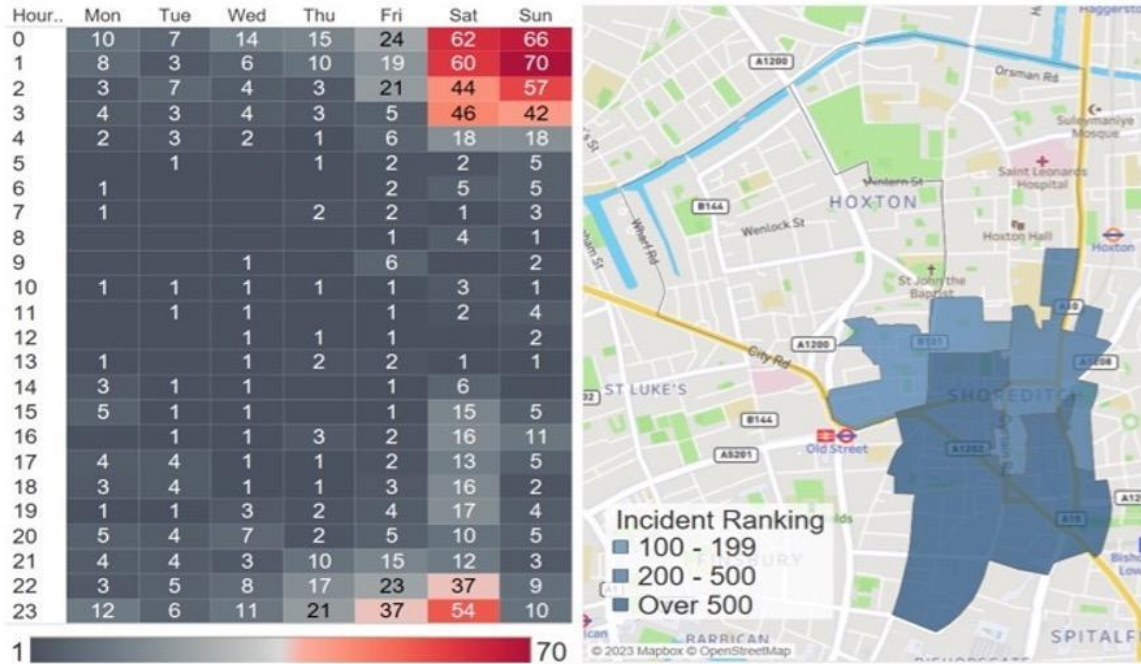 Hour.. Mon Tue Wed Thu Fri Sat Sun
0 10 7 14 15 24 62 66
1 8 3 6 10 19 60 70
2 3 7 4 3 21 44 57
3 4 3 4 3 5 46 42
4 2 3 2 1 6 18 18
5 1 1 2 2 5
6 1 2 5 5
7 1 2 2 1 3
8 1 4 1
9 1 6 2
10 1 1 1 1 1 3 1
11 1 1 1 2 4
12 1 1 1 2
13 1 1 2 2 1 1
14 3 1 1 1 6
15 5 1 1 1 15 5
16 1 1 3 2 16 11
17 4 4 1 1 2 13 5
18 3 4 1 1 3 16 2
19 1 1 3 2 4 17 4
20 5 4 7 2 5 10 5
21 4 4 3 10 15 12 3
22 3 5 8 17 23 37 9
23 12 6 11 21 37 54 10
1 70
Haggerston
A1200
Orsman Rd
Suleymaniye
Mosque
Saint Leonards
Hospital
HOXTON
B144
Wenlock St
Wharf Rd
Hoxton Hall
Hoxton
St John the
Baptist
A10
City Rd
A1200
A1208
ST LUKE'S
SHOREDITCH
B144
Old Street
A5201
A1202
A10
Incident Ranking
100 - 199
200 - 500
Over 500
BARBICAN
SPITALF
BISHOPSGATE
© 2023 Mapbox © OpenStreetMap